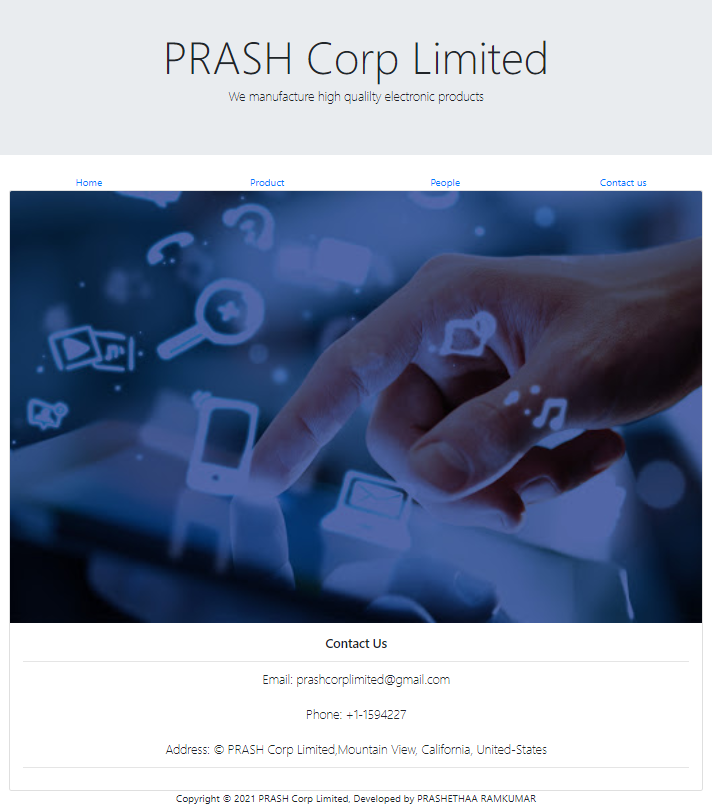 PRASH Corp Limited
We manufacture high qualilty electronic products
Home Product People Contact us
Contact Us
Email: prashcorplimited@gmail.com
Phone: +1-1594227
Address: © PRASH Corp Limited,Mountain View, California, United-States
Copyright © 2021 PRASH Corp Limited, Developed by PRASHETHAA RAMKUMAR